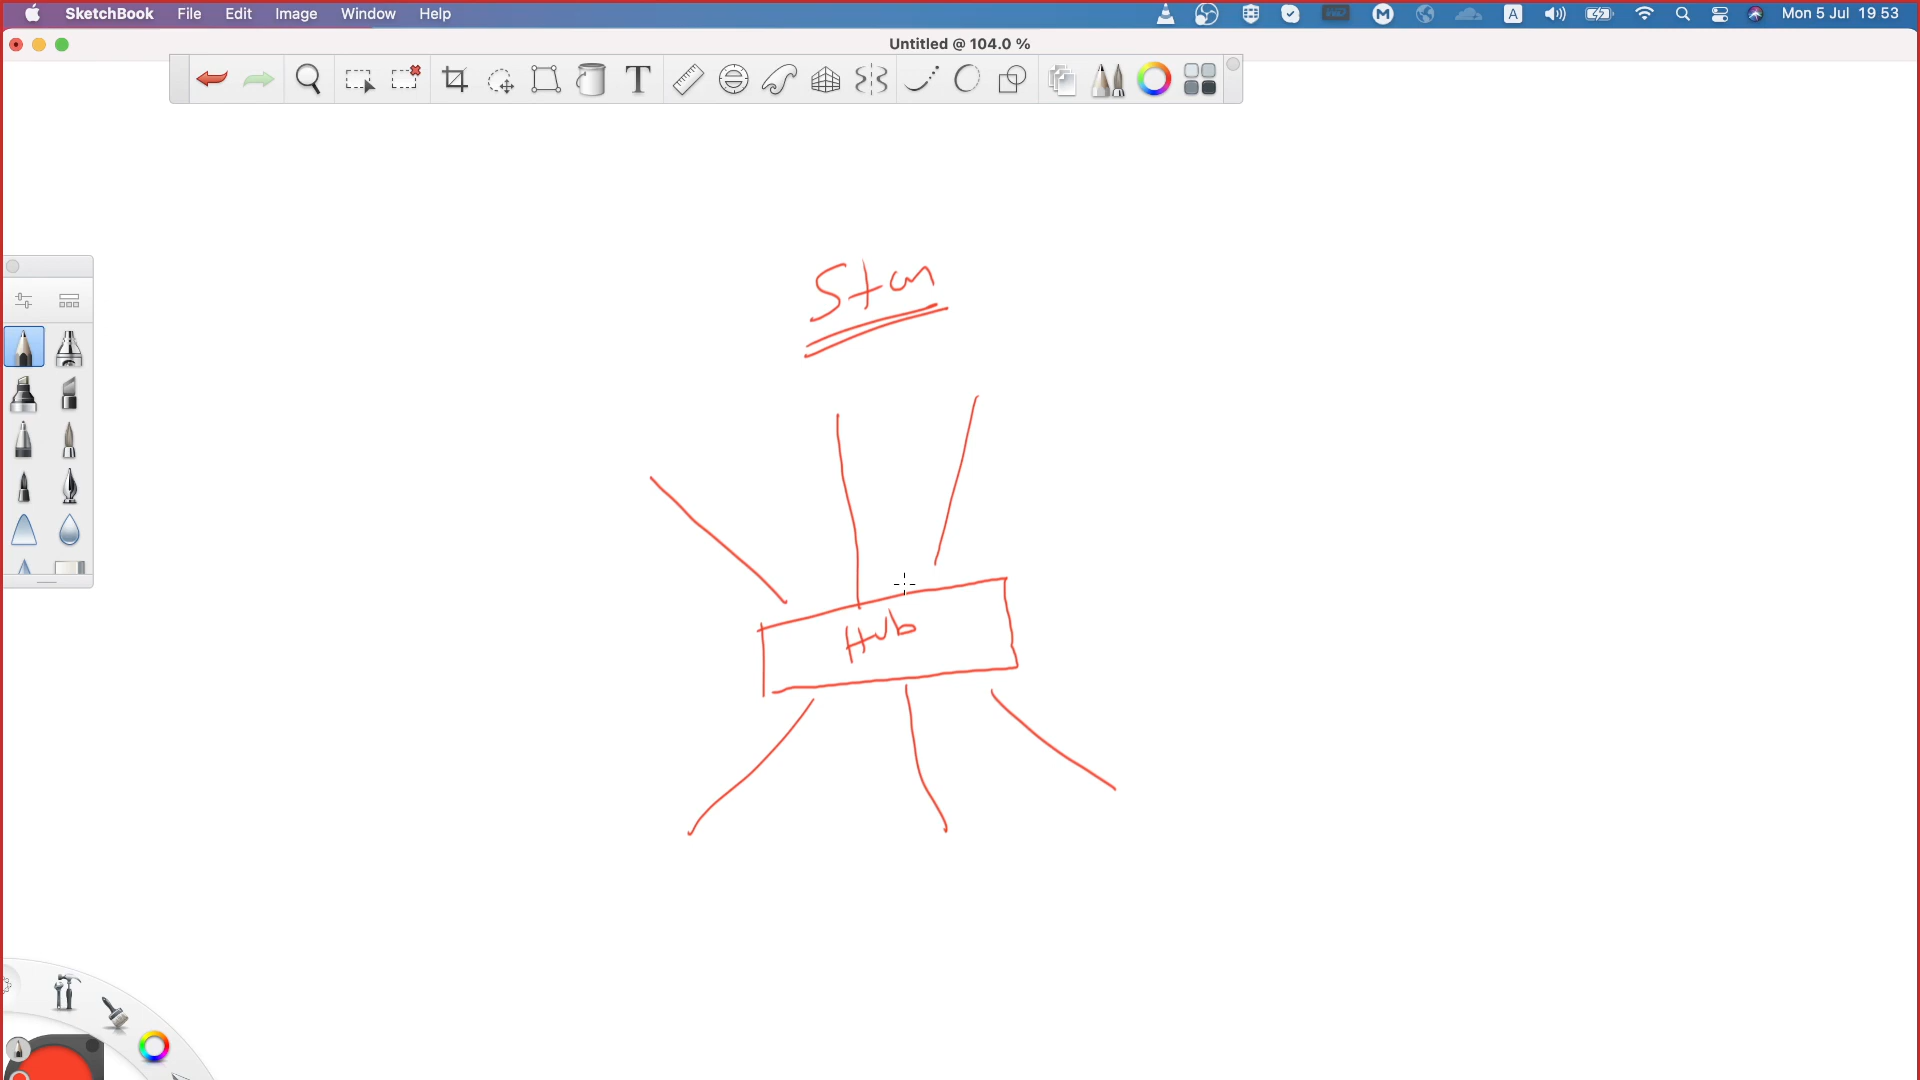 SketchBook File Edit Image Window Help A M Mon 5 Jul 19 53
Untitled @ 104.0 %
T
Star
Hub